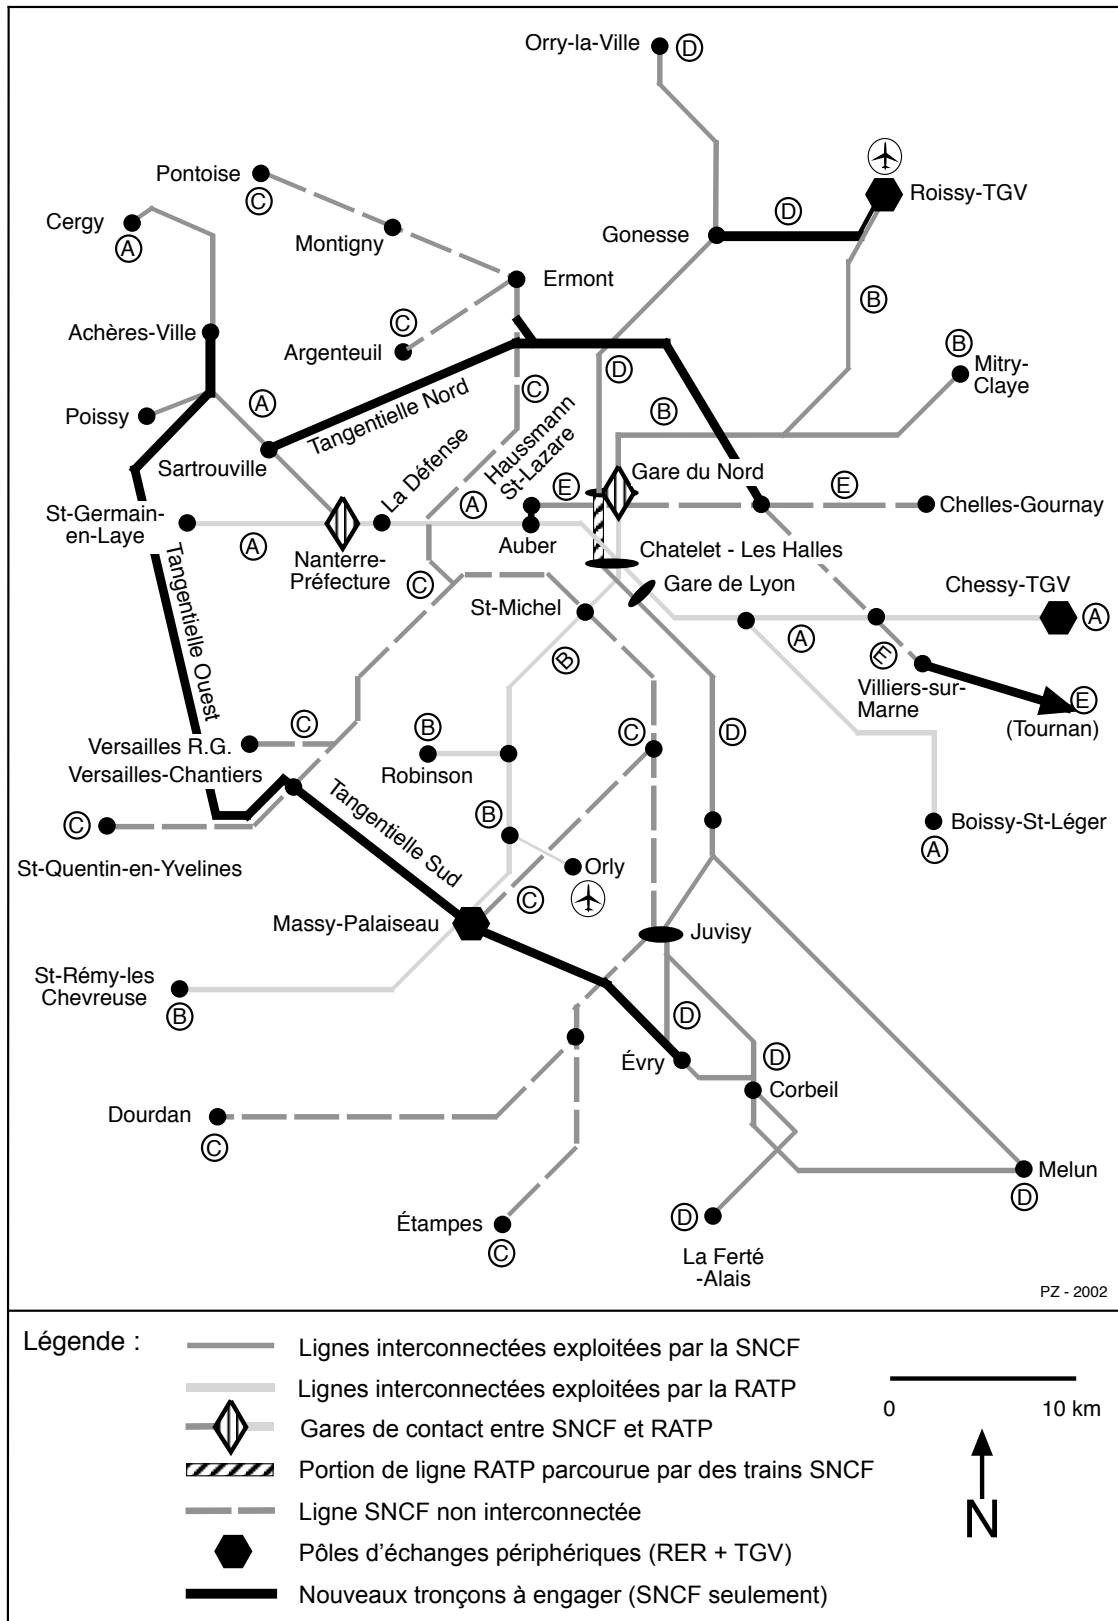 Orry-la-Ville
D
Pontoise
C
Roissy-TGV
Cergy
A
D
Montigny
Gonesse
Ermont
B
Achères-Ville
C
Argenteuil
B
Mitry-
Claye
D
C
Poissy
A
Tangentielle Nord
B
Sartrouville
La Défense
Haussmann
St-Lazare
Gare du Nord
E
E
Chelles-Gournay
St-Germain-
en-Laye
A
A
Auber
Nanterre-
Préfecture
Chatelet - Les Halles
C
Gare de Lyon
Chessy-TGV
A
St-Michel
A
Tangentielle Ouest
B
E
Villiers-sur-
Marne
E
(Tournan)
Versailles R.G.
C
B
C
D
Robinson
Versailles-Chantiers
Tangentielle Sud
B
C
Boissy-St-Léger
A
St-Quentin-en-Yvelines
Orly
C
Massy-Palaiseau
Juvisy
St-Rémy-les
Chevreuse
B
D
Évry
D
Corbeil
Dourdan
C
Melun
D
Étampes
C
D
La Ferté
-Alais
PZ - 2002
Légende :
Lignes interconnectées exploitées par la SNCF
Lignes interconnectées exploitées par la RATP
Gares de contact entre SNCF et RATP
Portion de ligne RATP parcourue par des trains SNCF
Ligne SNCF non interconnectée
Pôles d'échanges périphériques (RER + TGV)
Nouveaux tronçons à engager (SNCF seulement)
0 10 km
N